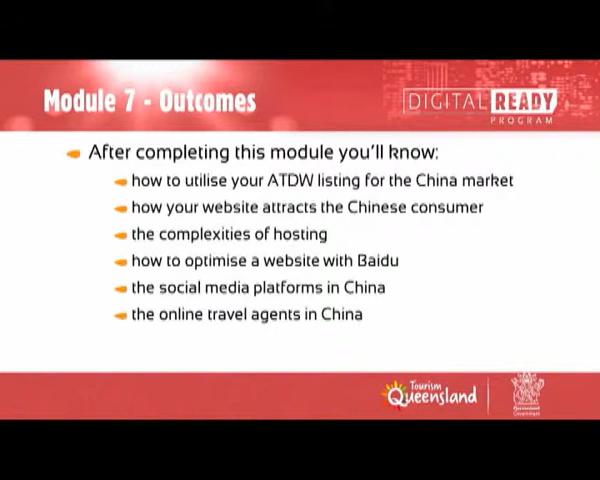 Module 7 - Outcomes
DIGITAL READY
PROGRAM
After completing this module you'll know:
how to utilise your ATDW listing for the China market
how your website attracts the Chinese consumer
the complexities of hosting
how to optimise a website with Baidu
the social media platforms in China
the online travel agents in China
Tourism
Queensland
Queensland
Government